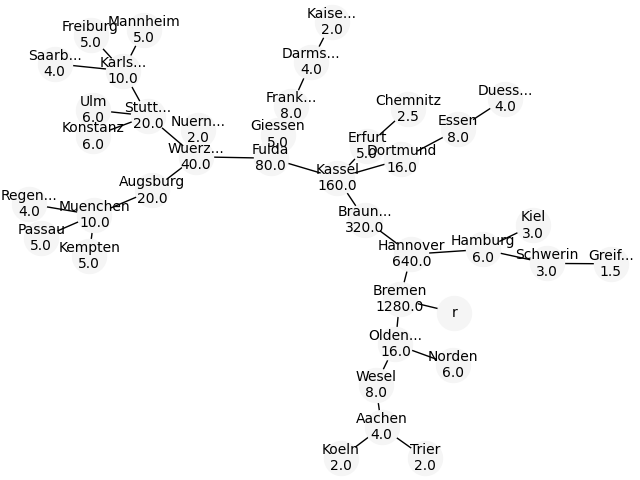 Kaise...
2.0
Freiburg
5.0
Mannheim
5.0
Saarb...
4.0
Karls...
10.0
Darms...
4.0
Frank...
8.0
Duess...
4.0
Chemnitz
2.5
Ulm
6.0
Stutt...
20.0
Konstanz
6.0
Nuern...
2.0
Giessen
5.0
Essen
8.0
Erfurt
5.0
Dortmund
16.0
Wuerz...
40.0
Fulda
80.0
Kassel
160.0
Augsburg
20.0
Regen...
4.0
Muenchen
10.0
Passau
5.0
Kempten
5.0
Braun...
320.0
Kiel
3.0
Hannover
640.0
Hamburg
6.0
Schwerin
3.0
Greif...
1.5
Bremen
1280.0
r
Olden...
16.0
Norden
6.0
Wesel
8.0
Aachen
4.0
Koeln
2.0
Trier
2.0